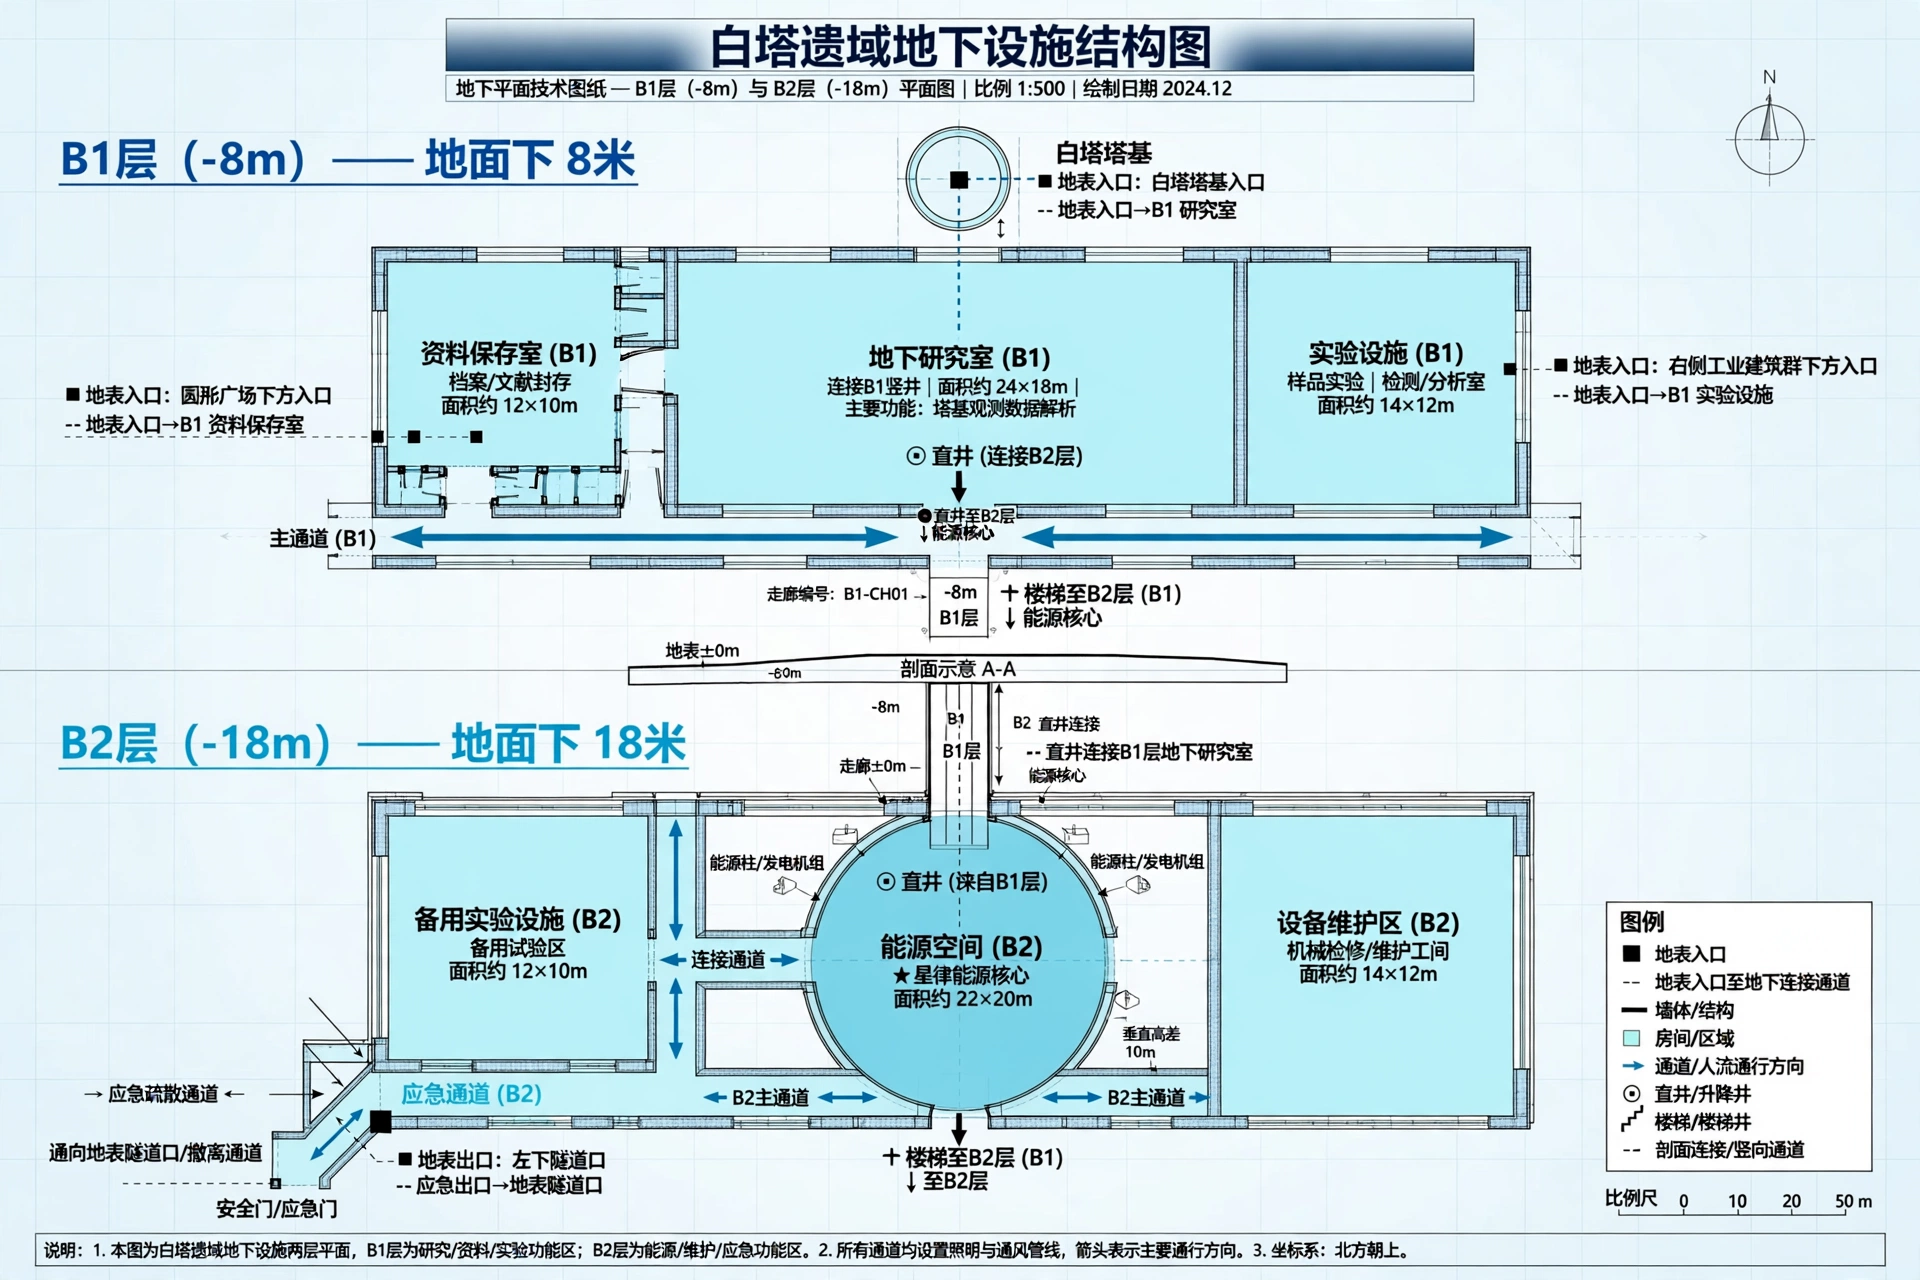 白塔遗域地下设施结构图
地下平面技术图纸 — B1层（-8m）与 B2层（-18m）平面图 | 比例 1:500 | 绘制日期 2024.12
N
B1层（-8m）—— 地面下 8米
白塔塔基
■ 地表入口：白塔塔基入口
-- 地表入口→B1 研究室
资料保存室 (B1)
档案/文献封存
面积约 12×10m
地下研究室 (B1)
连接B1竖井 | 面积约 24×18m |
主要功能：塔基观测数据解析
⊙ 直井 (连接B2层)
实验设施 (B1)
样品实验 | 检测/分析室
面积约 14×12m
■ 地表入口：圆形广场下方入口
-- 地表入口→B1 资料保存室
■ 地表入口：右侧工业建筑群下方入口
-- 地表入口→B1 实验设施
主通道 (B1)
直井至B2层
↓ 能源核心
走廊编号：B1-CH01
-8m
B1层
+ 楼梯至B2层 (B1)
↓ 能源核心
地表±0m
剖面示意 A-A
-60m
B2层（-18m）—— 地面下 18米
-8m
B1
B1层
B2 直井连接
-- 直井连接B1层地下研究室
走廊±0m
能源核心
备用实验设施 (B2)
备用试验区
面积约 12×10m
连接通道
能源柱/发电机组
⊙ 直井 (来自B1层)
能源空间 (B2)
★ 星律能源核心
面积约 22×20m
能源柱/发电机组
垂直高差
10m
设备维护区 (B2)
机械检修/维护工间
面积约 14×12m
→ 应急疏散通道 ←
应急通道 (B2)
B2主通道
B2主通道
通向地表隧道口/撤离通道
■ 地表出口：左下隧道口
-- 应急出口→地表隧道口
安全门/应急门
+ 楼梯至B2层 (B1)
↓ 至B2层
图例
地表入口
地表入口至地下连接通道
墙体/结构
房间/区域
通道/人流通行方向
直井/升降井
楼梯/楼梯井
剖面连接/竖向通道
比例尺 0 10 20 50 m
说明：1. 本图为白塔遗域地下设施两层平面，B1层为研究/资料/实验功能区；B2层为能源/维护/应急功能区。2. 所有通道均设置照明与通风管线，箭头表示主要通行方向。3. 坐标系：北方朝上。